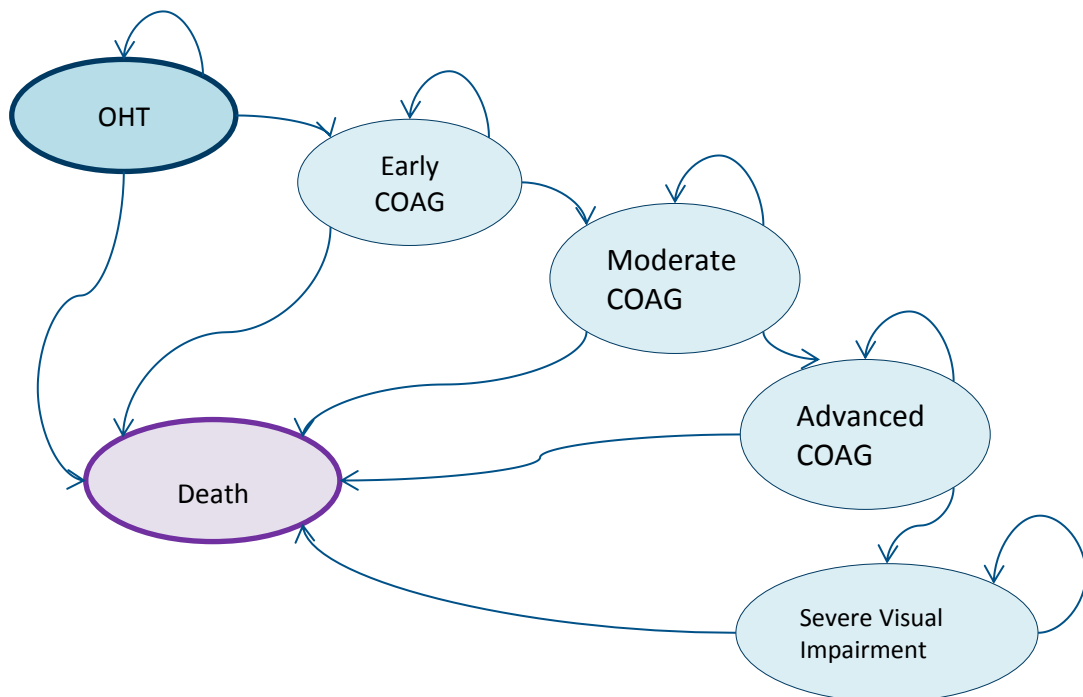 OHT
Early
COAG
Moderate
COAG
Advanced
COAG
Death
Severe Visual
Impairment